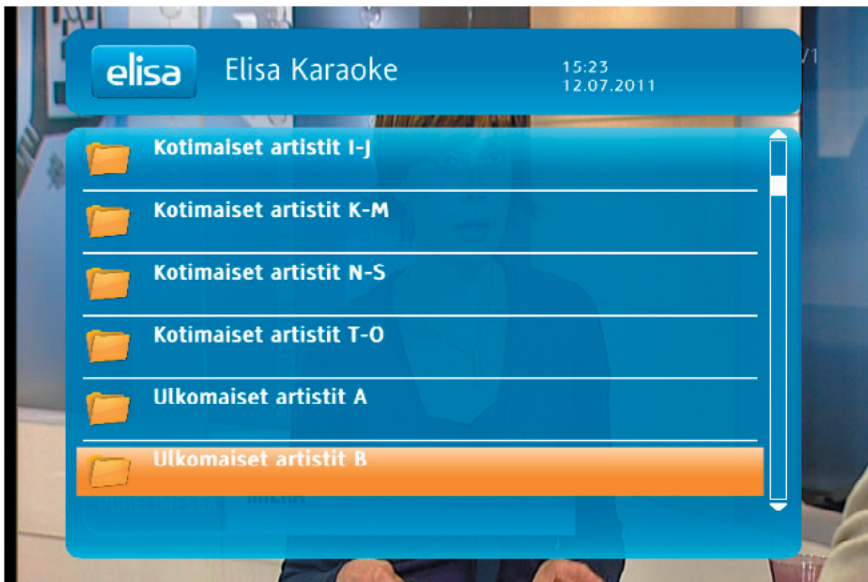 elisa
Elisa Karaoke
15:23
12.07.2011
/1
Kotimaiset artistit I-J
Kotimaiset artistit K-M
Kotimaiset artistit N-S
Kotimaiset artistit T-O
Ulkomaiset artistit A
Ulkomaiset artistit B